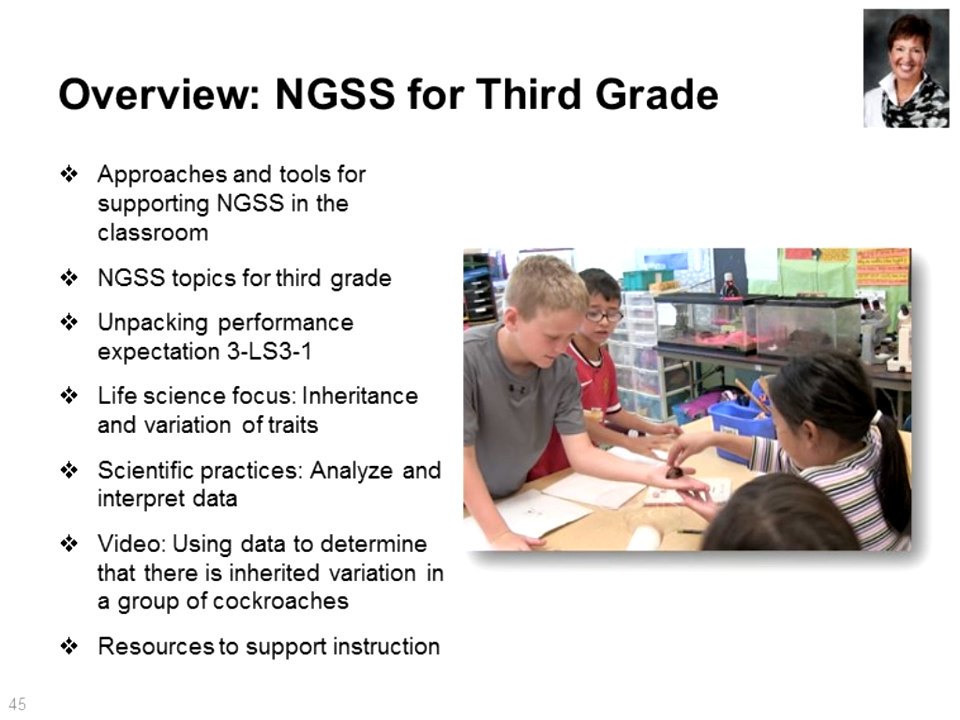 Overview: NGSS for Third Grade
❖ Approaches and tools for
supporting NGSS in the
classroom
❖ NGSS topics for third grade
❖ Unpacking performance
expectation 3-LS3-1
❖ Life science focus: Inheritance
and variation of traits
❖ Scientific practices: Analyze and
interpret data
❖ Video: Using data to determine
that there is inherited variation in
a group of cockroaches
❖ Resources to support instruction
45